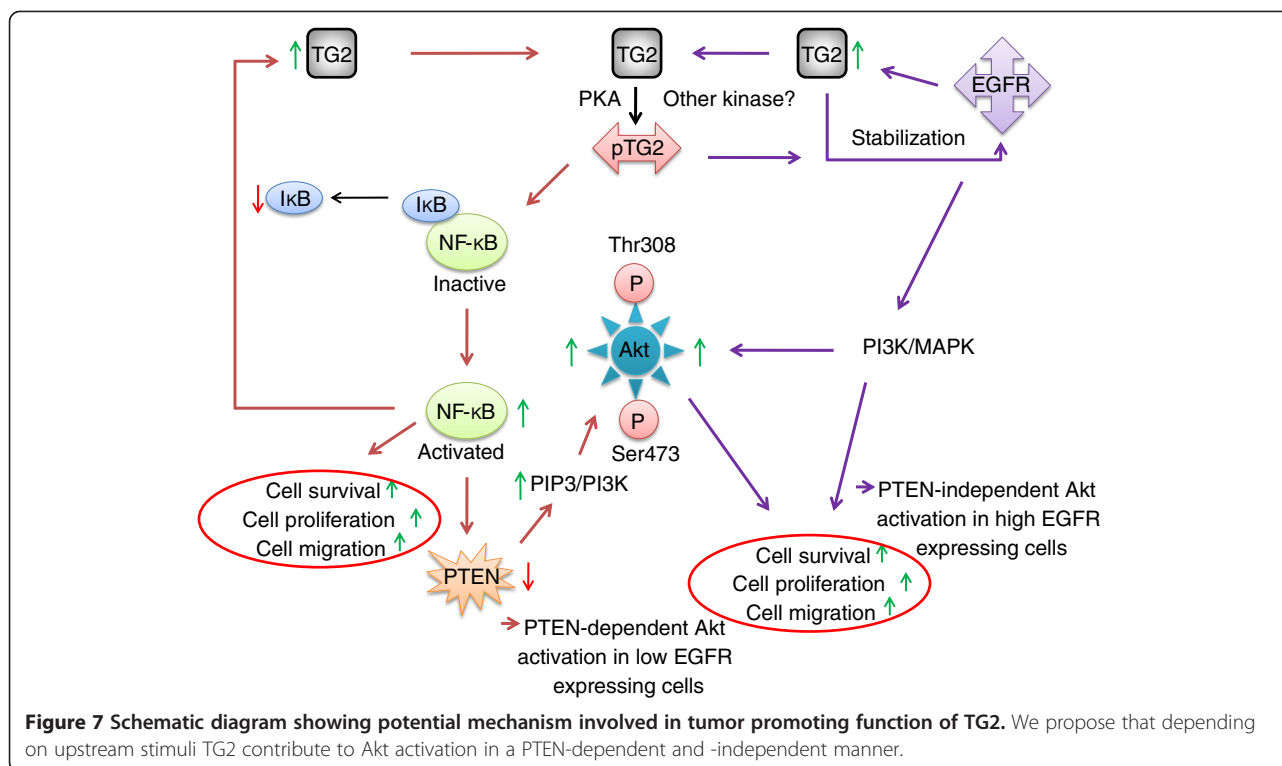 TG2
TG2
TG2
EGFR
PKA
Other kinase?
Stabilization
pTG2
IκB
IκB
NF-κB
Inactive
Thr308
P
Akt
PI3K/MAPK
NF-κB
Activated
P
Ser473
PIP3/PI3K
Cell survival
Cell proliferation
Cell migration
PTEN
PTEN-independent Akt
activation in high EGFR
expressing cells
Cell survival
Cell proliferation
Cell migration
PTEN-dependent Akt
activation in low EGFR
expressing cells
Figure 7 Schematic diagram showing potential mechanism involved in tumor promoting function of TG2. We propose that depending
on upstream stimuli TG2 contribute to Akt activation in a PTEN-dependent and -independent manner.